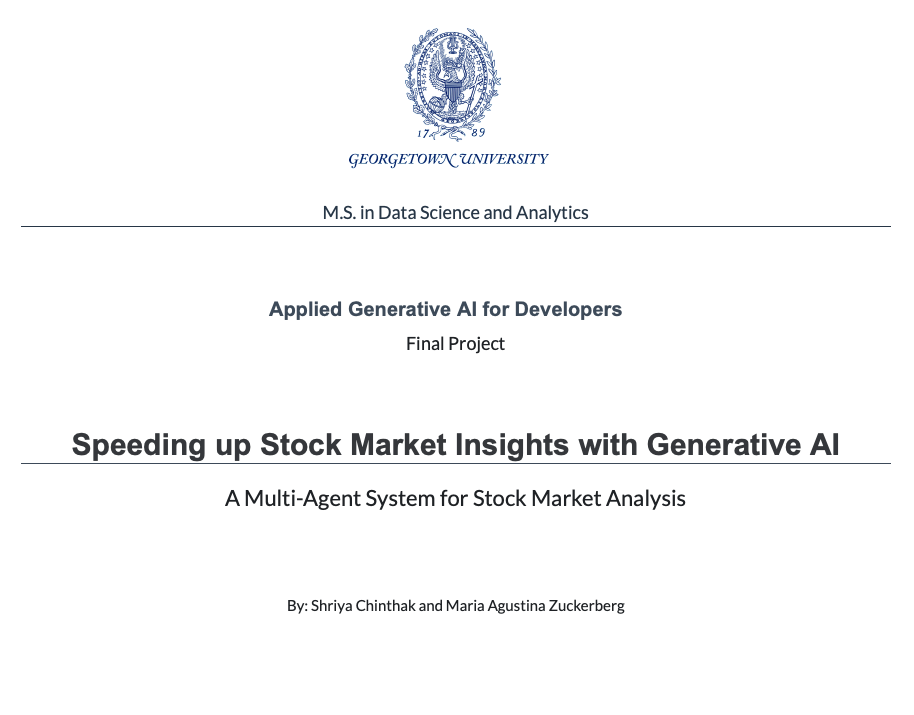 17 89
GEORGETOWN UNIVERSITY
M.S. in Data Science and Analytics
Applied Generative AI for Developers
Final Project
Speeding up Stock Market Insights with Generative AI
A Multi-Agent System for Stock Market Analysis
By: Shriya Chinthak and Maria Agustina Zuckerberg